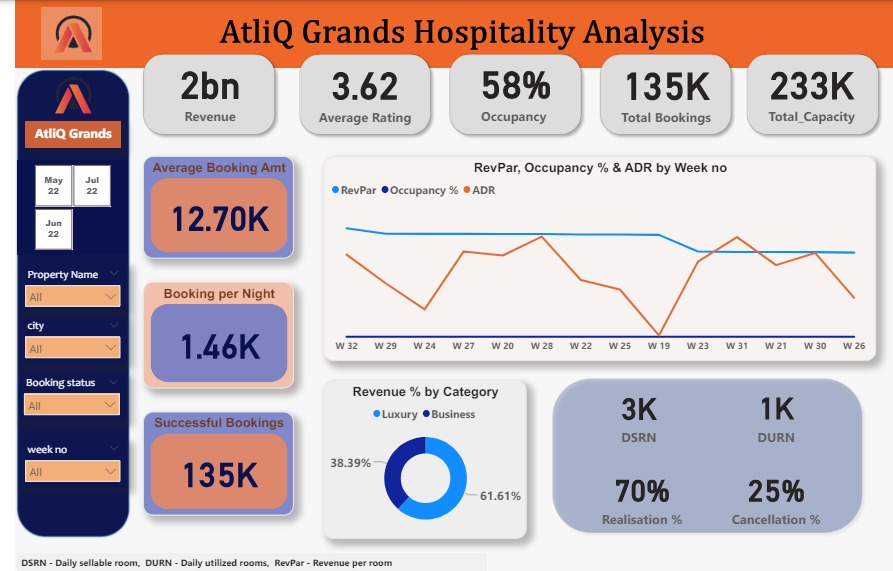 AtliQ Grands Hospitality Analysis
2bn
Revenue
3.62
Average Rating
58%
Occupancy
135K
Total Bookings
233K
Total_Capacity
AtliQ Grands
May 22
Jul 22
Jun 22
Property Name
All
city
All
Booking status
All
week no
All
Average Booking Amt
12.70K
Booking per Night
1.46K
Successful Bookings
135K
RevPar, Occupancy % & ADR by Week no
RevPar Occupancy % ADR
W 32 W 29 W 24 W 27 W 20 W 28 W 22 W 25 W 19 W 23 W 31 W 21 W 30 W 26
Revenue % by Category
Luxury Business
38.39%
61.61%
3K
DSRN
1K
DURN
70%
Realisation %
25%
Cancellation %
DSRN - Daily sellable room, DURN - Daily utilized rooms, RevPar - Revenue per room